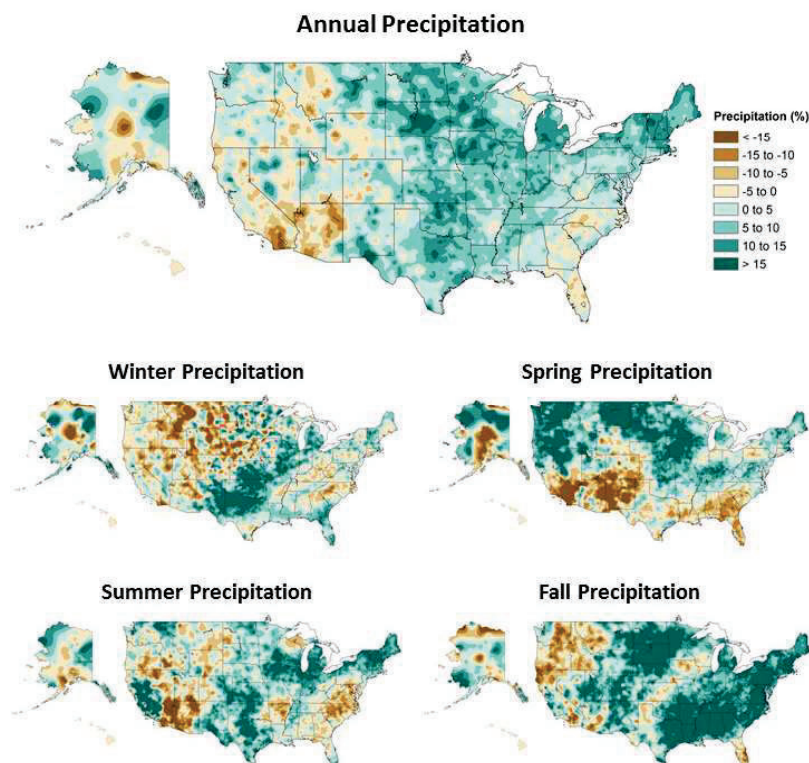 Annual Precipitation
Precipitation (%)
< -15
-15 to -10
-10 to -5
-5 to 0
0 to 5
5 to 10
10 to 15
> 15
Winter Precipitation
Spring Precipitation
Summer Precipitation
Fall Precipitation